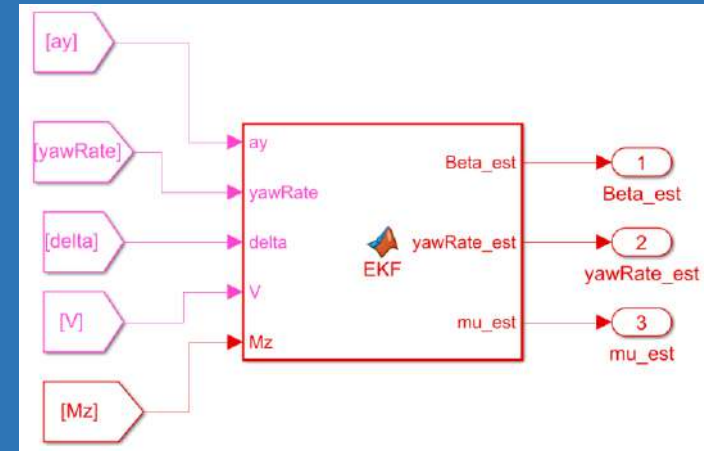 [ay]
[yawRate]
[delta]
[V]
[Mz]
ay
yawRate
delta
V
Mz
EKF
Beta_est
yawRate_est
mu_est
1
Beta_est
2
yawRate_est
3
mu_est